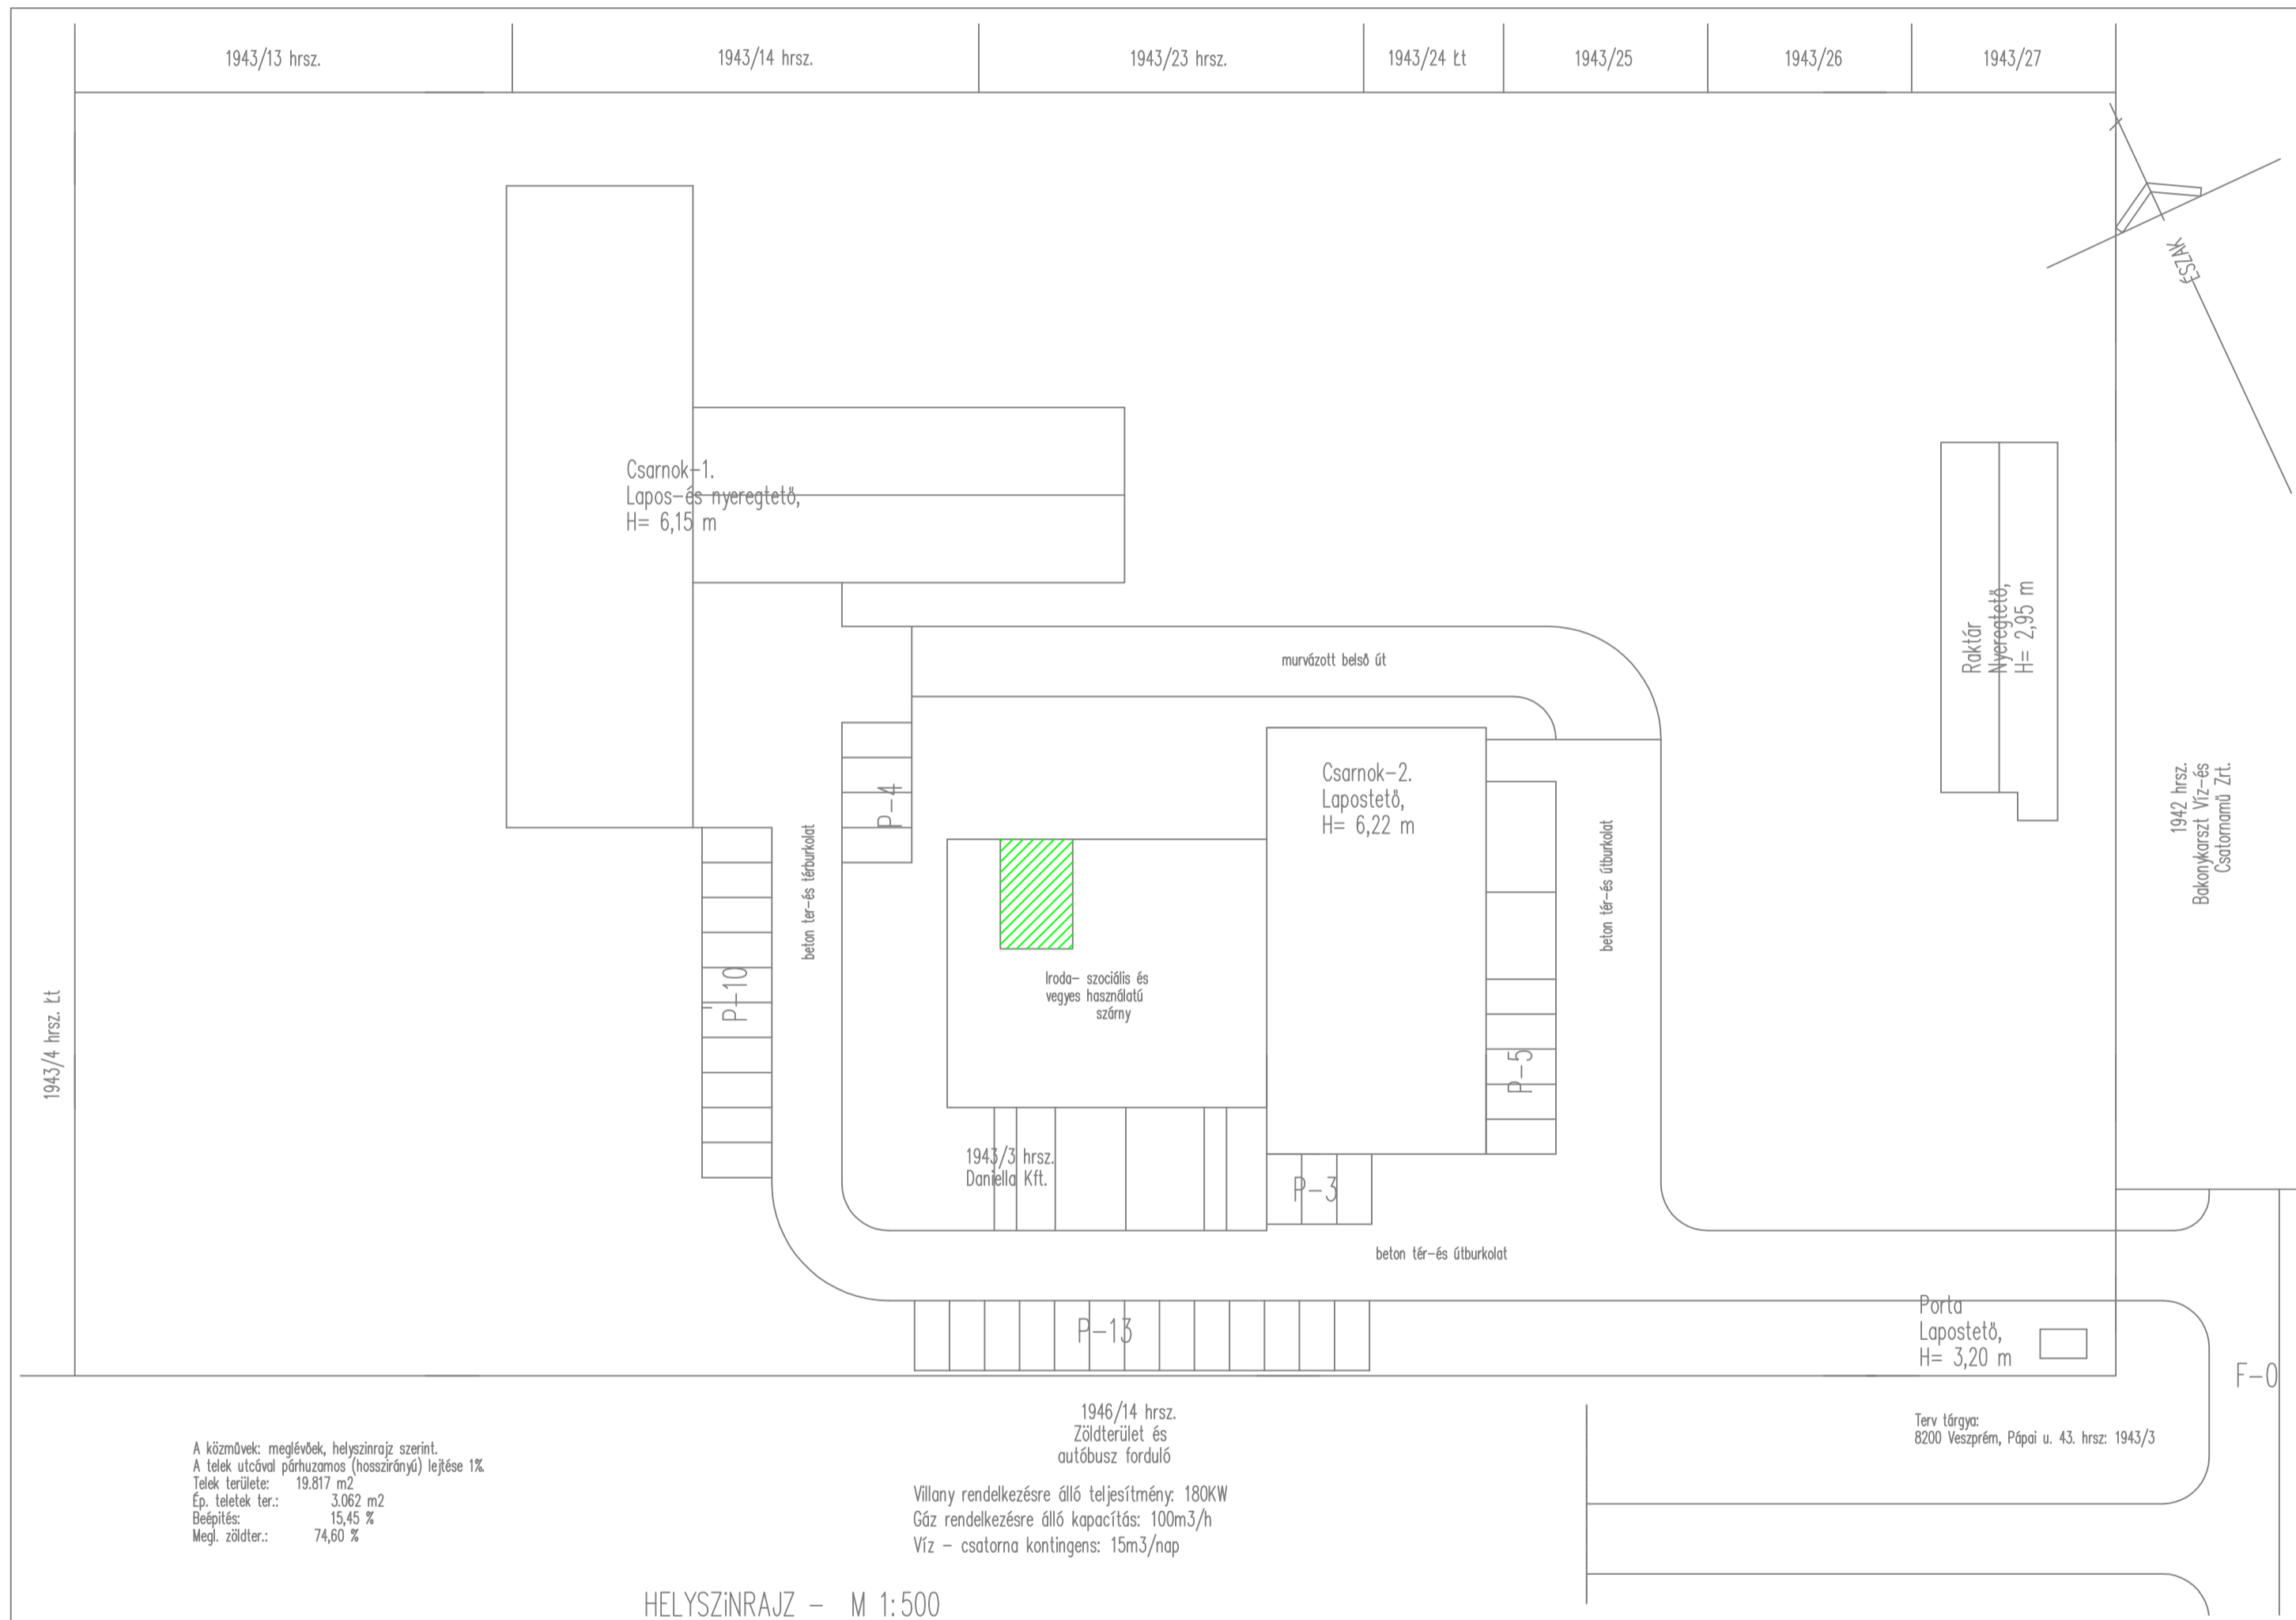 1943/13 hrsz.
1943/14 hrsz.
1943/23 hrsz.
1943/24 Łt
1943/25
1943/26
1943/27
ÉSZAK
Csarnok-1.
Lapos-és nyeregtető,
H= 6,15 m
murvázott belső út
Raktár
Nyeregtető,
H= 2,95 m
Csarnok-2.
Lapostető,
H= 6,22 m
P-4
beton ter-és térburkolat
beton tér-és útburkolat
1942 hrsz.
Bakonykarszt Víz-és
Csatornamű Zrt.
P-10
Iroda- szociális és
vegyes használatú
szárny
1943/4 hrsz. Łt
P-5
1943/3 hrsz.
Daniella Kft.
P-3
beton tér-és útburkolat
P-13
Porta
Lapostető,
H= 3,20 m
F-0
1946/14 hrsz.
Zöldterület és
autóbusz forduló
Terv tárgya:
8200 Veszprém, Pápai u. 43. hrsz: 1943/3
A közművek: meglévőek, helyszinrajz szerint.
A telek utcával párhuzamos (hosszirányú) lejtése 1%.
Telek területe: 19.817 m2
Ép. teletek ter.: 3.062 m2
Beépités: 15,45 %
Megl. zöldter.: 74,60 %
Villany rendelkezésre álló teljesítmény: 180KW
Gáz rendelkezésre álló kapacítás: 100m3/h
Víz - csatorna kontingens: 15m3/nap
HELYSZiNRAJZ - M 1:500